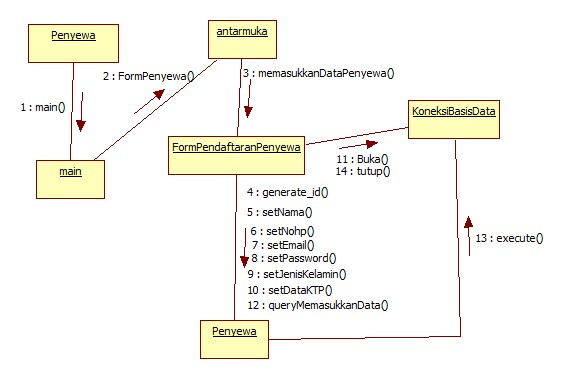 Penyewa
antarmuka
2 : FormPenyewa()
3 : memasukkanDataPenyewa()
1 : main()
KoneksiBasisData
FormPendaftaranPenyewa
main
11 : Buka()
14 : tutup()
4 : generate_id()
5 : setNama()
6 : setNohp()
7 : setEmail()
8 : setPassword()
9 : setJenisKelamin()
10 : setDataKTP()
12 : queryMemasukkanData()
13 : execute()
Penyewa